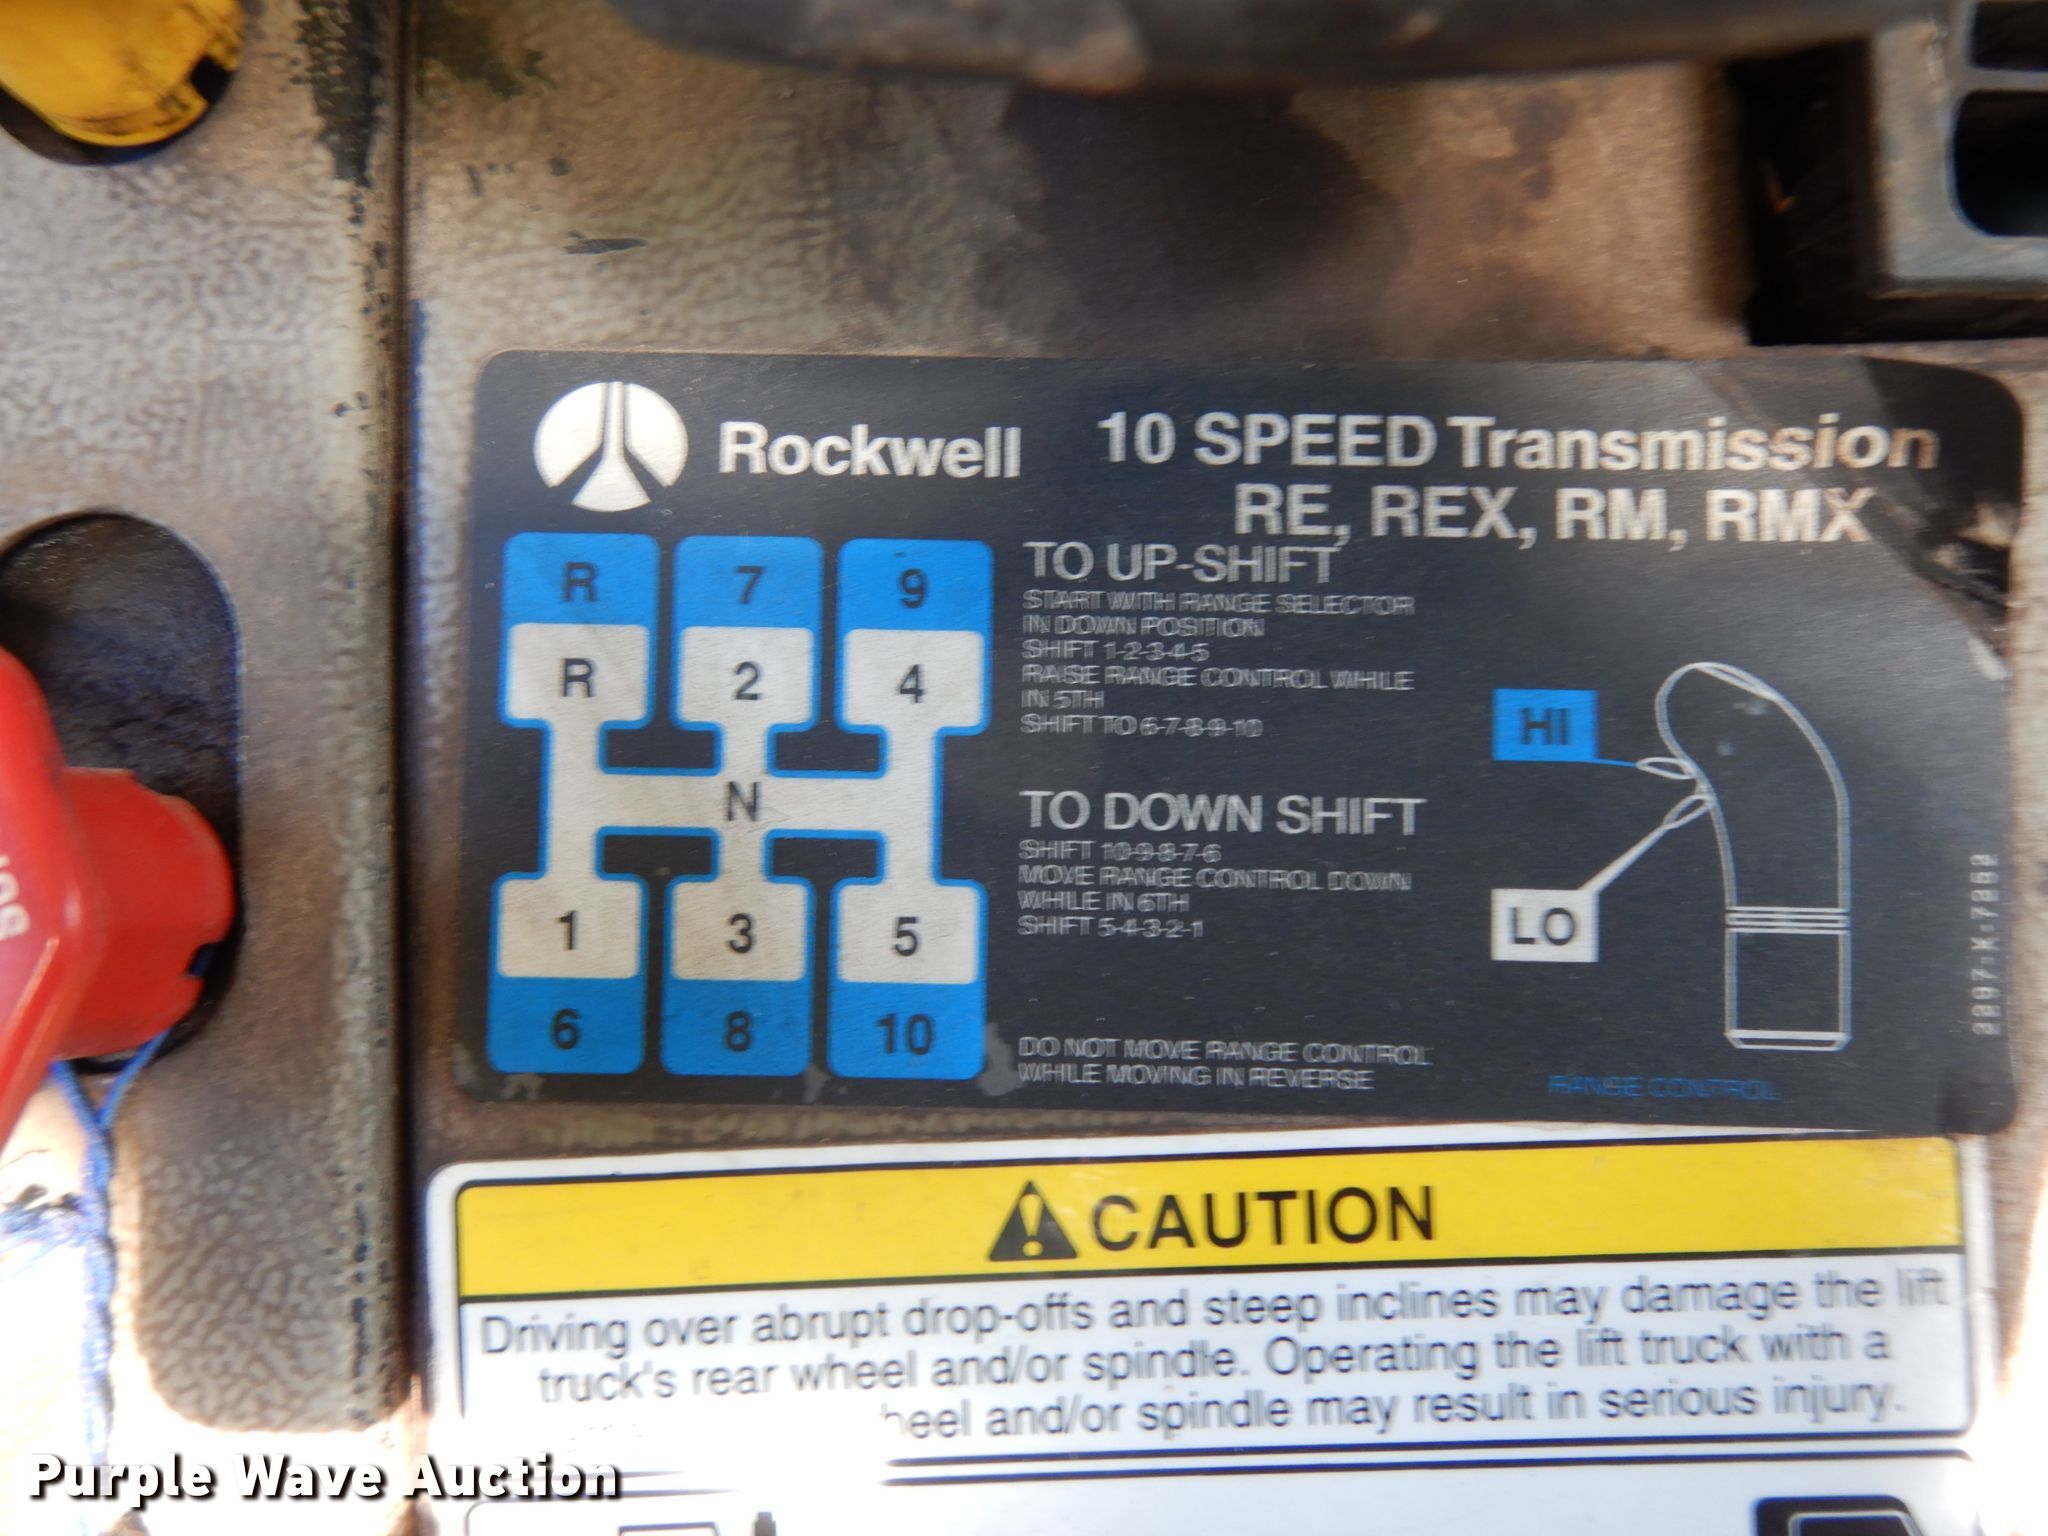 Rockwell
10 SPEED Transmission
RE, REX, RM, RMX
R 7 9
R 2 4
N
1 3 5
6 8 10
TO UP-SHIFT
START WITH RANGE SELECTOR
IN DOWN POSITION
SHIFT 1-2-3-4-5
RAISE RANGE CONTROL WHILE
IN 5TH
SHIFT TO 6-7-8-9-10
TO DOWN SHIFT
SHIFT 10-9-8-7-6
MOVE RANGE CONTROL DOWN
WHILE IN 6TH
SHIFT 5-4-3-2-1
DO NOT MOVE RANGE CONTROL
WHILE MOVING IN REVERSE
HI
LO
RANGE CONTROL
CAUTION
Driving over abrupt drop-offs and steep inclines may damage the lift
truck's rear wheel and/or spindle. Operating the lift truck with a
and/or spindle may result in serious injury.
Purple Wave Auction